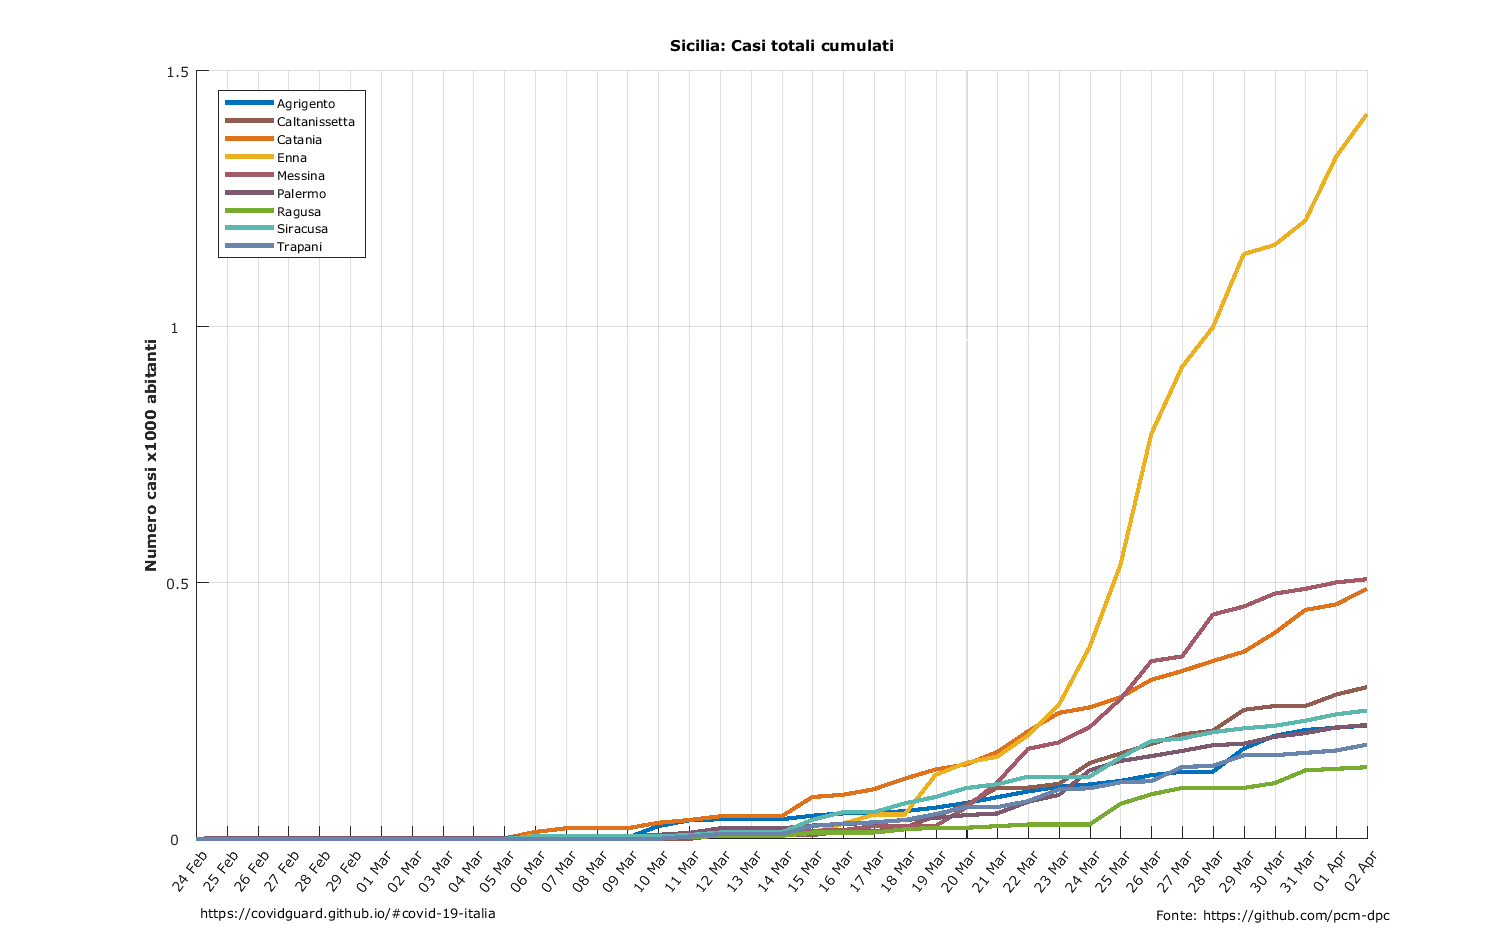 Sicilia: Casi totali cumulati
1.5
1
0.5
0
Numero casi x1000 abitanti
Agrigento
Caltanissetta
Catania
Enna
Messina
Palermo
Ragusa
Siracusa
Trapani
24 Feb
25 Feb
26 Feb
27 Feb
28 Feb
29 Feb
01 Mar
02 Mar
03 Mar
04 Mar
05 Mar
06 Mar
07 Mar
08 Mar
09 Mar
10 Mar
11 Mar
12 Mar
13 Mar
14 Mar
15 Mar
16 Mar
17 Mar
18 Mar
19 Mar
20 Mar
21 Mar
22 Mar
23 Mar
24 Mar
25 Mar
26 Mar
27 Mar
28 Mar
29 Mar
30 Mar
31 Mar
01 Apr
02 Apr
https://covidguard.github.io/#covid-19-italia
Fonte: https://github.com/pcm-dpc